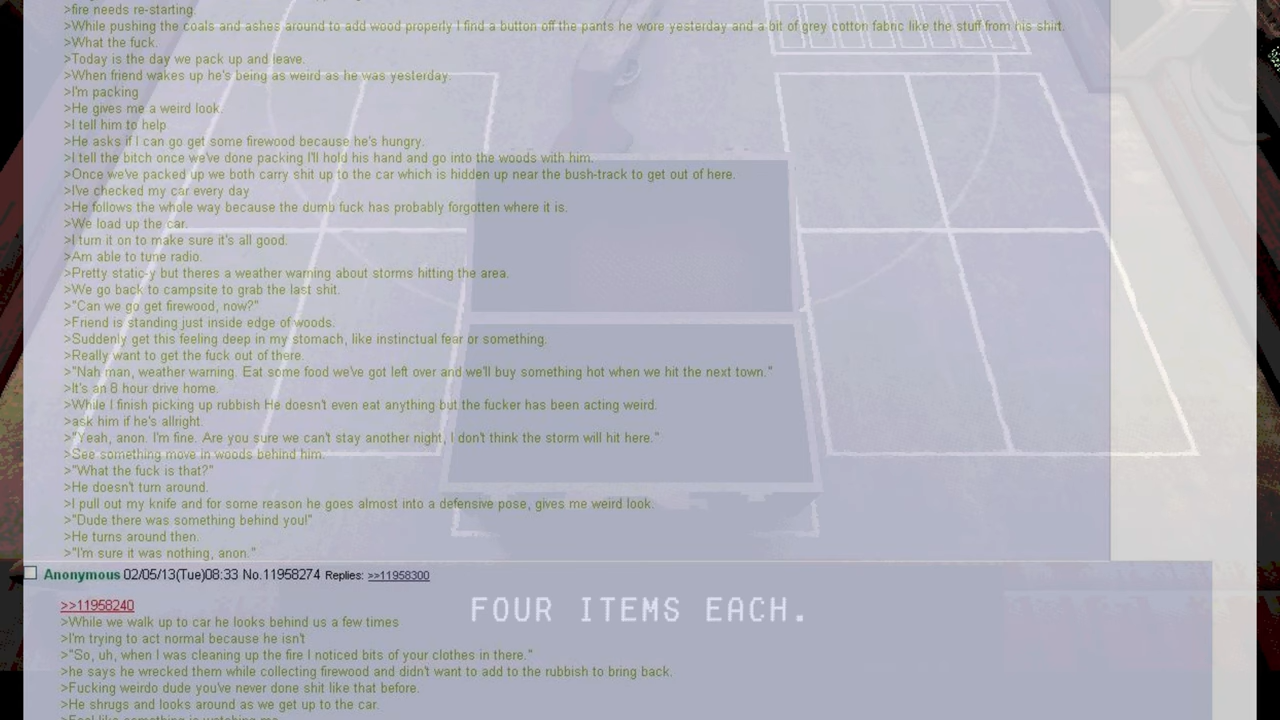 >fire needs re-starting
>While pushing the coals and ashes around to add wood properly I find a button off the pants he wore yesterday and a bit of grey cotton fabric like the stuff from his shirt.
>What the fuck.
>Today is the day we pack up and leave.
>When friend wakes up he's being as weird as he was yesterday.
>I'm packing
>He gives me a weird look.
>I tell him to help
>He asks if I can go get some firewood because he's hungry.
>I tell the bitch once we've done packing I'll hold his hand and go into the woods with him.
>Once we've packed up we both carry shit up to the car which is hidden up near the bush-track to get out of here.
>I've checked my car every day
>He follows the whole way because the dumb fuck has probably forgotten where it is.
>We load up the car.
>I turn it on to make sure it's all good.
>Am able to tune radio.
>Pretty static-y but theres a weather warning about storms hitting the area.
>We go back to campsite to grab the last shit.
>"Can we go get firewood, now?"
>Friend is standing just inside edge of woods.
>Suddenly get this feeling deep in my stomach, like instinctual fear or something.
>Really want to get the fuck out of there.
>"Nah man, weather warning. Eat some food we've got left over and we'll buy something hot when we hit the next town."
>It's an 8 hour drive home.
>While I finish picking up rubbish He doesn't even eat anything but the fucker has been acting weird.
>ask him if he's allright.
>"Yeah, anon. I'm fine. Are you sure we can't stay another night, I don't think the storm will hit here."
>See something move in woods behind him.
>"What the fuck is that?"
>He doesn't turn around.
>I pull out my knife and for some reason he goes almost into a defensive pose, gives me weird look.
>"Dude there was something behind you!"
>He turns around then.
>"I'm sure it was nothing, anon."
Anonymous 02/05/13(Tue)08:33 No.11958274 Replies: >>11958300
>>11958240
FOUR ITEMS EACH.
>While we walk up to car he looks behind us a few times
>I'm trying to act normal because he isn't
>"So, uh, when I was cleaning up the fire I noticed bits of your clothes in there."
>he says he wrecked them while collecting firewood and didn't want to add to the rubbish to bring back.
>Fucking weirdo dude you've never done shit like that before.
>He shrugs and looks around as we get up to the car.
>Feel like something is watching me